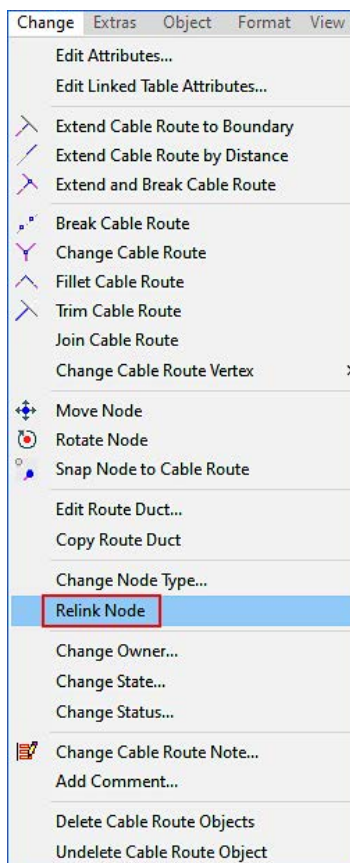 Change Extras Object Format View
Edit Attributes...
Edit Linked Table Attributes...
Extend Cable Route to Boundary
Extend Cable Route by Distance
Extend and Break Cable Route
Break Cable Route
Change Cable Route
Fillet Cable Route
Trim Cable Route
Join Cable Route
Change Cable Route Vertex
Move Node
Rotate Node
Snap Node to Cable Route
Edit Route Duct...
Copy Route Duct
Change Node Type...
Relink Node
Change Owner...
Change State...
Change Status...
Change Cable Route Note...
Add Comment...
Delete Cable Route Objects
Undelete Cable Route Object